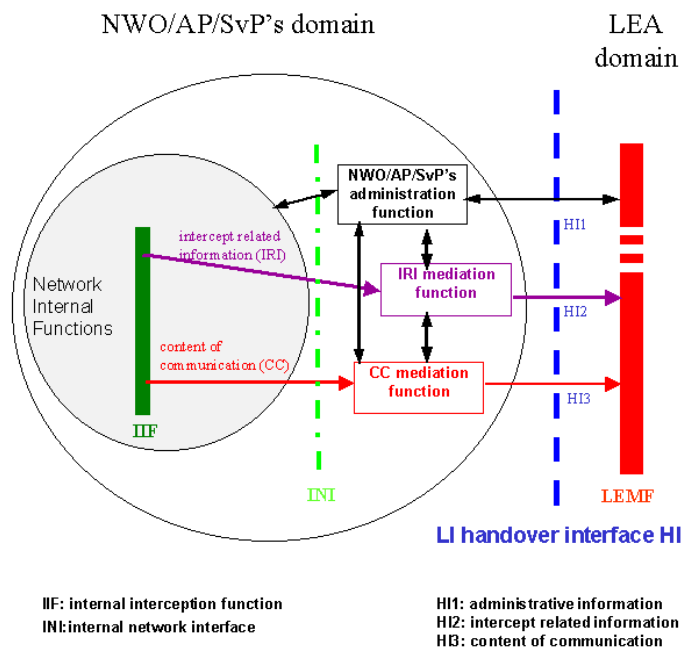 NWO/AP/SvP's domain
LEA
domain
NWO/AP/SvP's
administration
function
HI1
intercept related
information (IRI)
IRI mediation
function
Network
Internal
Functions
HI2
content of
communication (CC)
CC mediation
function
HI3
IIF
INI
LEMF
LI handover interface HI
IIF: internal interception function
INI:internal network interface
HI1: administrative information
HI2: intercept related information
HI3: content of communication